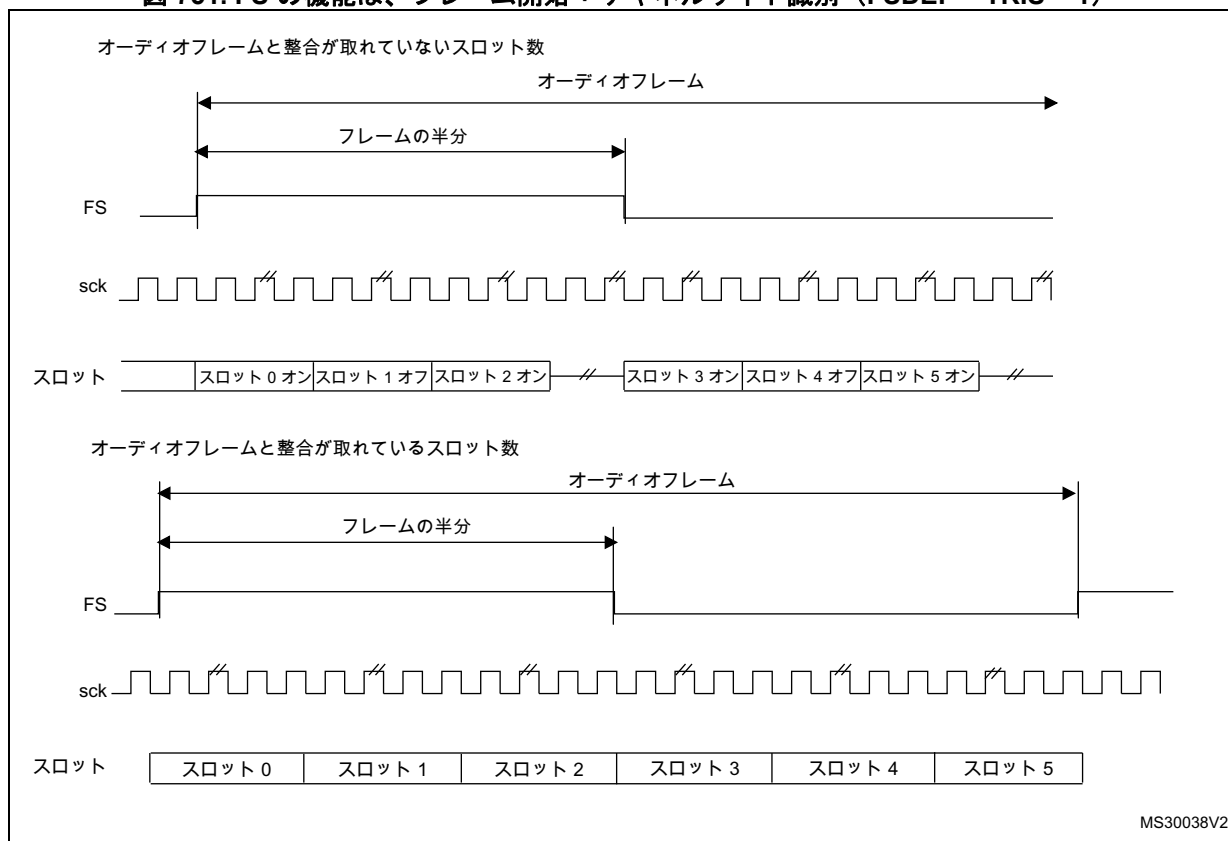 オーディオフレームと整合が取れていないスロット数
オーディオフレーム
フレームの半分
FS
sck
スロット
スロット 0 オン
スロット 1 オフ
スロット 2 オン
スロット 3 オン
スロット 4 オフ
スロット 5 オン
オーディオフレームと整合が取れているスロット数
オーディオフレーム
フレームの半分
FS
sck
スロット
スロット 0
スロット 1
スロット 2
スロット 3
スロット 4
スロット 5
MS30038V2